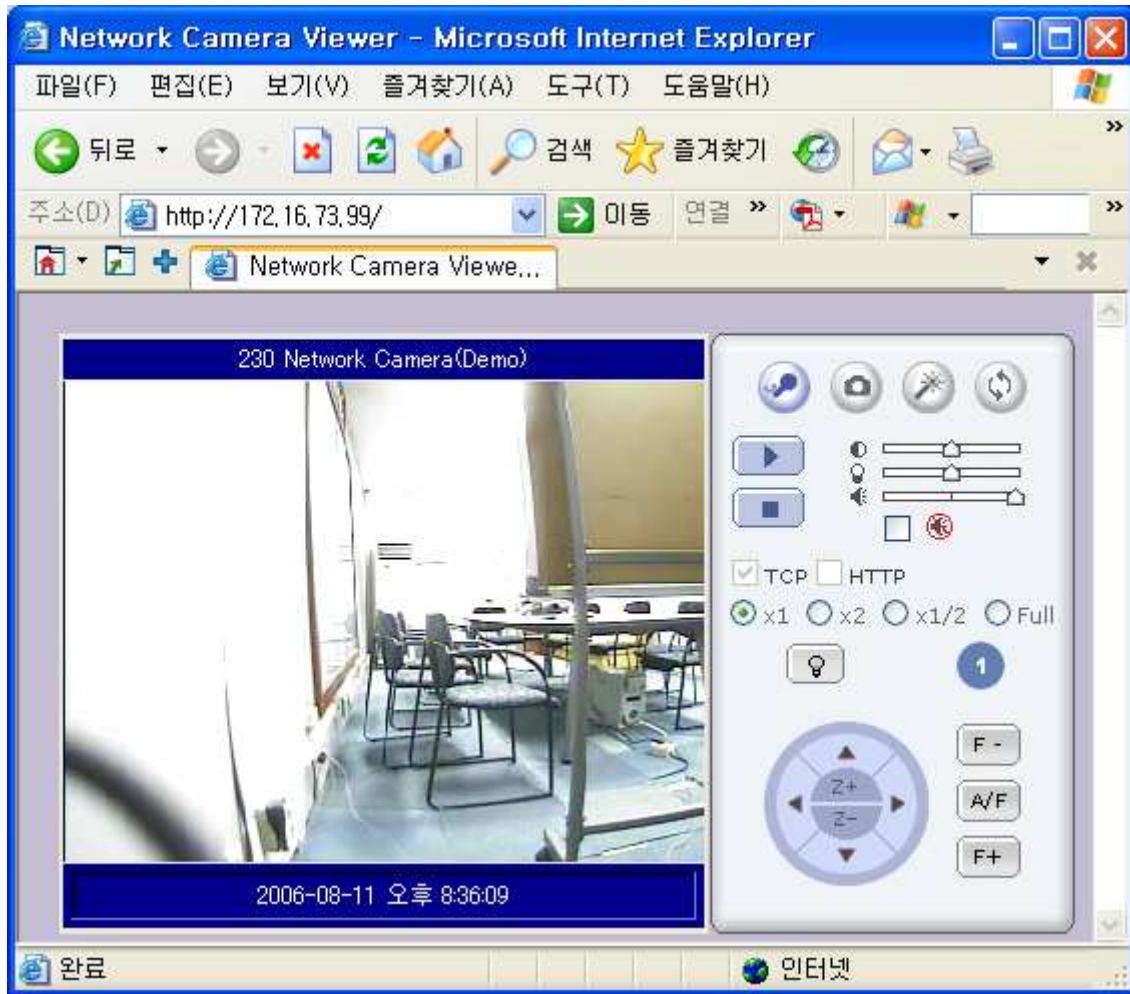 Network Camera Viewer - Microsoft Internet Explorer
파일(F) 편집(E) 보기(V) 즐겨찾기(A) 도구(T) 도움말(H)
뒤로 검색 즐겨찾기 »
주소(D) http://172.16.73.99/ 이동 연결 » »
Network Camera Viewe...
230 Network Camera(Demo)
TCP HTTP
x1 x2 x1/2 Full
1
Z+
Z-
F -
A/F
F+
2006-08-11 오후 8:36:09
완료 인터넷